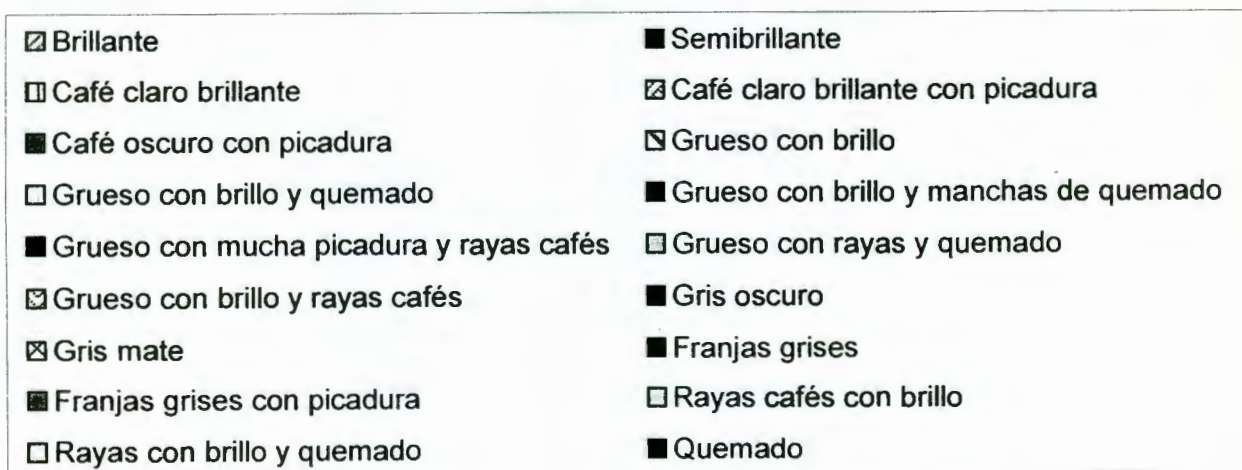 Brillante
Semibrillante
Café claro brillante
Café claro brillante con picadura
Café oscuro con picadura
Grueso con brillo
Grueso con brillo y quemado
Grueso con brillo y manchas de quemado
Grueso con mucha picadura y rayas cafés
Grueso con rayas y quemado
Grueso con brillo y rayas cafés
Gris oscuro
Gris mate
Franjas grises
Franjas grises con picadura
Rayas cafés con brillo
Rayas con brillo y quemado
Quemado